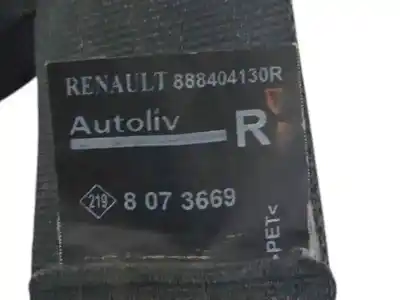 RENAULT 888404130R
Autoliv R
219 8 07 3669
>PET<